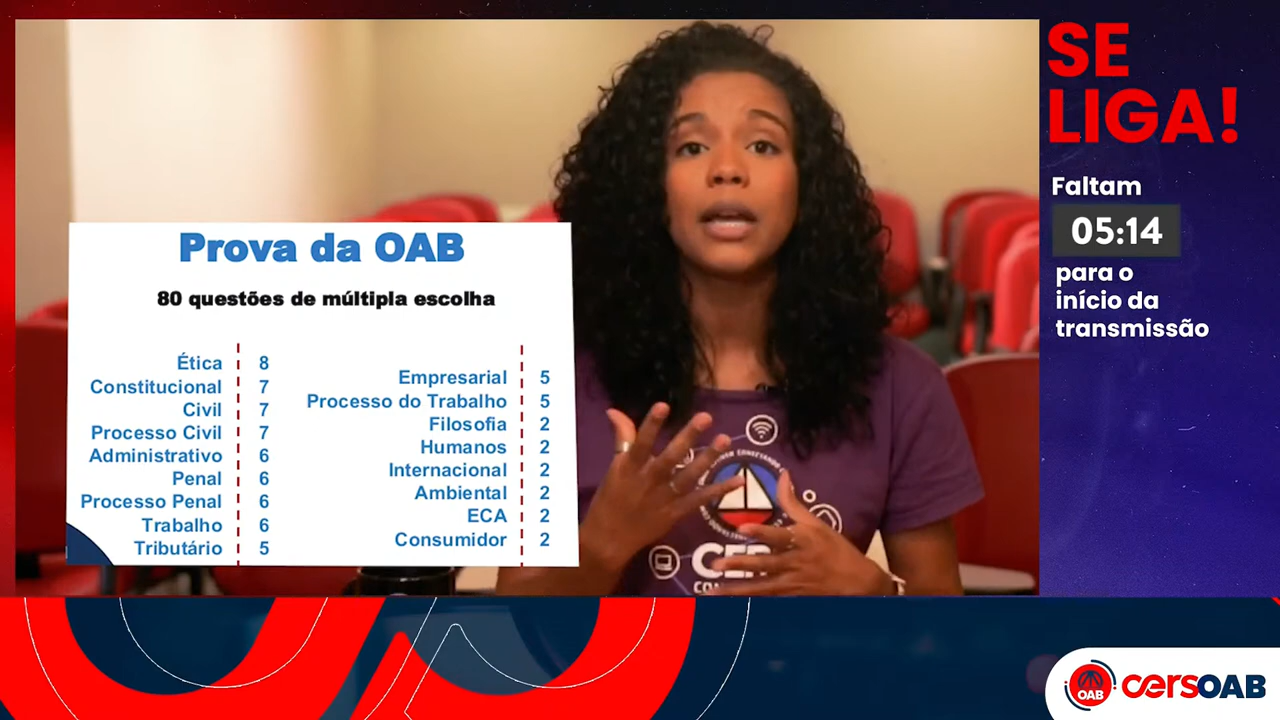 SE
LIGA!
Faltam
05:14
para o
início da
transmissão
Prova da OAB
80 questões de múltipla escolha
Ética 8
Constitucional 7
Civil 7
Processo Civil 7
Administrativo 6
Penal 6
Processo Penal 6
Trabalho 6
Tributário 5
Empresarial 5
Processo do Trabalho 5
Filosofia 2
Humanos 2
Internacional 2
Ambiental 2
ECA 2
Consumidor 2
OAB
cersOAB